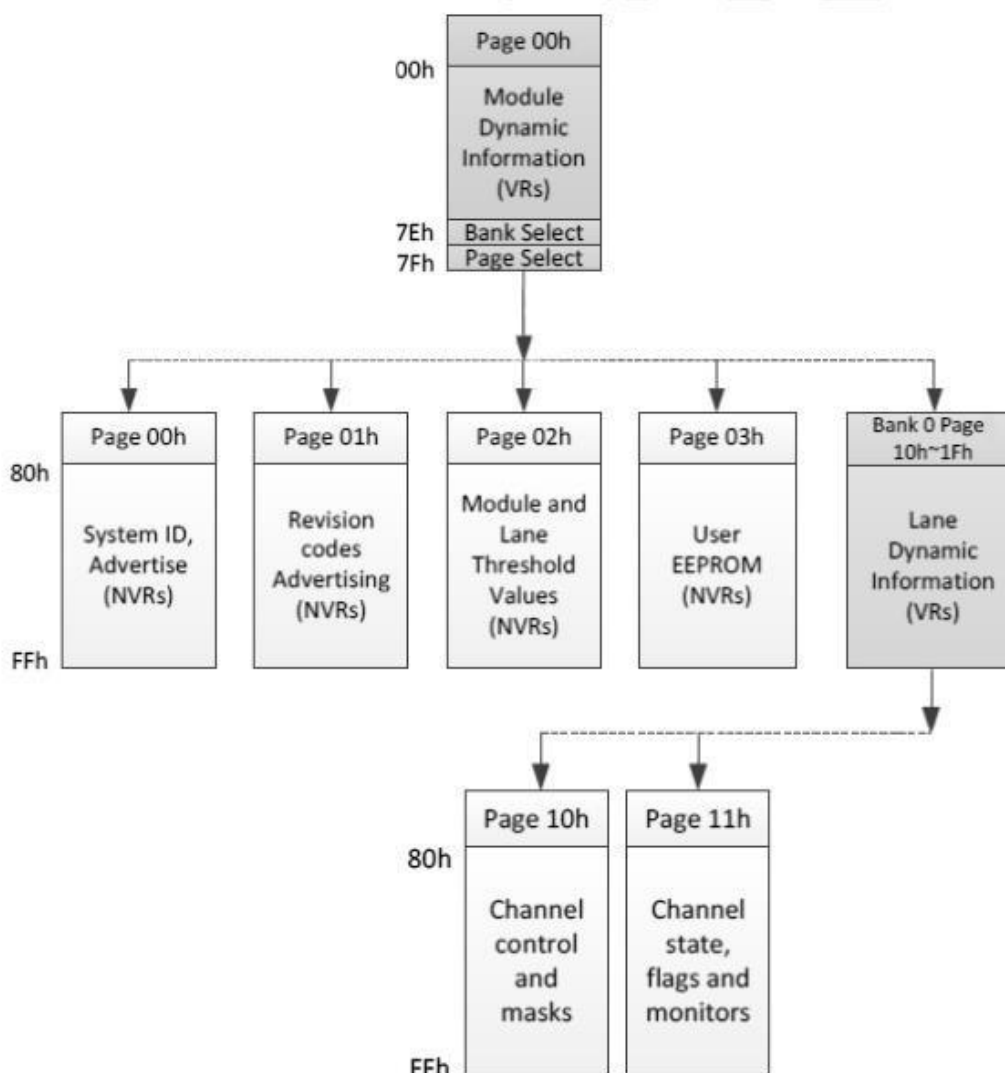 Page 00h
00h
Module
Dynamic
Information
(VRs)
7Eh
Bank Select
7Fh
Page Select
Page 00h
Page 01h
Page 02h
Page 03h
Bank 0 Page
10h~1Fh
80h
System ID,
Advertise
(NVRs)
Revision
codes
Advertising
(NVRs)
Module and
Lane
Threshold
Values
(NVRs)
User
EEPROM
(NVRs)
Lane
Dynamic
Information
(VRs)
FFh
Page 10h
Page 11h
80h
Channel
control
and
masks
Channel
state,
flags and
monitors
FFh